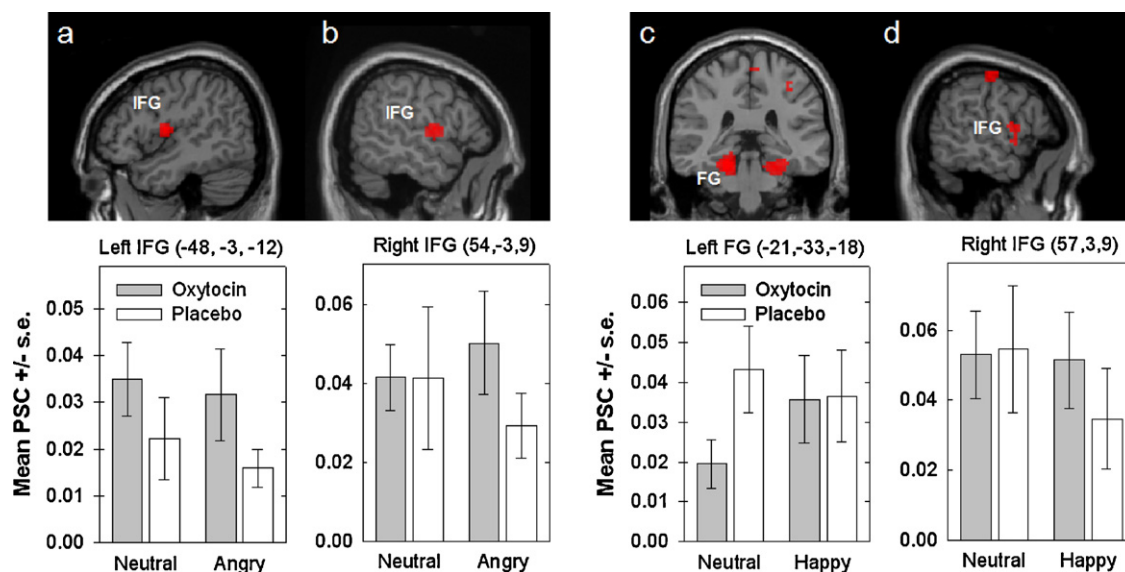 a
IFG
b
IFG
c
FG
d
IFG
Left IFG (-48, -3, -12)
Mean PSC +/- s.e.
0.05
0.04
0.03
0.02
0.01
0.00
Oxytocin
Placebo
Neutral Angry
Right IFG (54,-3,9)
0.06
0.04
0.02
0.00
Neutral Angry
Left FG (-21,-33,-18)
Mean PSC +/- s.e.
0.06
0.05
0.04
0.03
0.02
0.01
0.00
Oxytocin
Placebo
Neutral Happy
Right IFG (57,3,9)
0.06
0.04
0.02
0.00
Neutral Happy